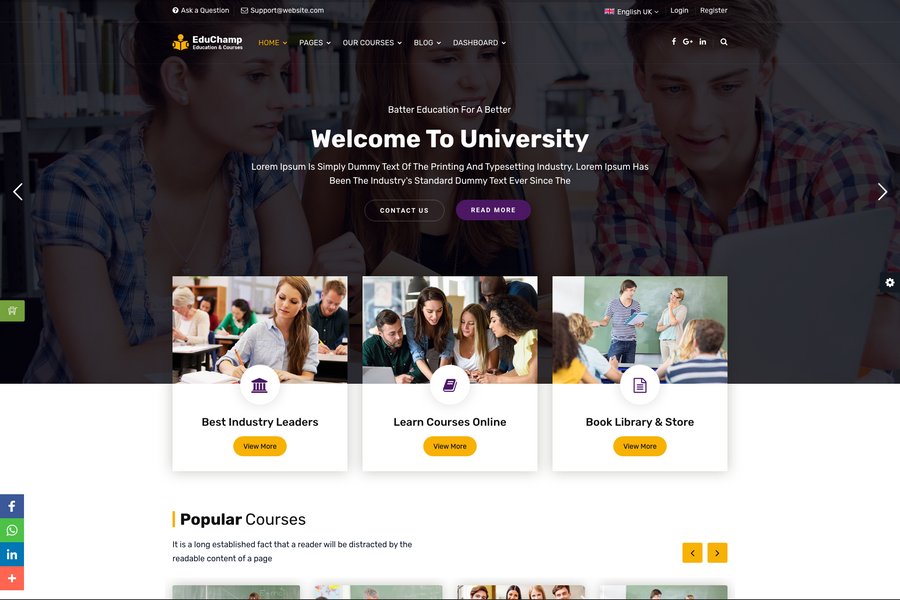 Ask a Question Support@website.com English UK Login Register
EduChamp
Education & Courses
HOME PAGES OUR COURSES BLOG DASHBOARD G+ in
Batter Education For A Better
Welcome To University
Lorem Ipsum Is Simply Dummy Text Of The Printing And Typesetting Industry. Lorem Ipsum Has
Been The Industry's Standard Dummy Text Ever Since The
CONTACT US READ MORE
Best Industry Leaders
View More
Learn Courses Online
View More
Book Library & Store
View More
Popular Courses
It is a long established fact that a reader will be distracted by the
readable content of a page